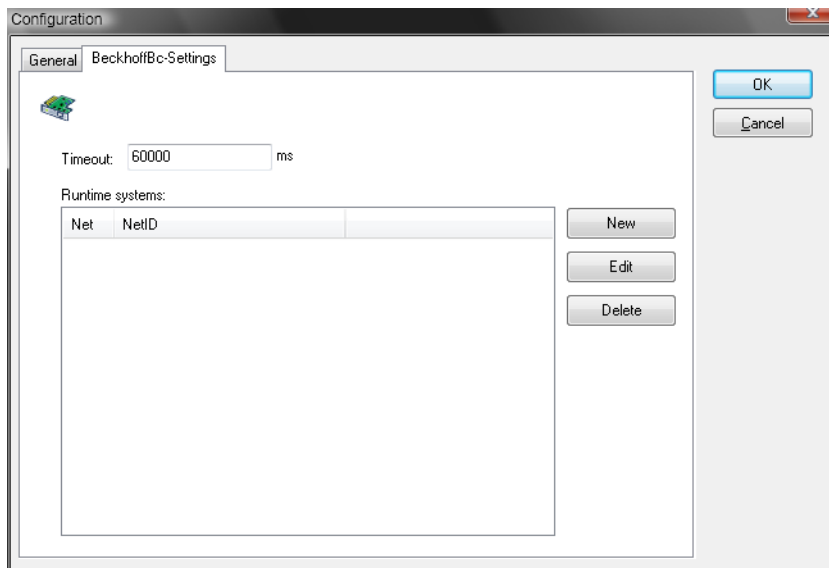 Configuration
General BeckhoffBc-Settings
OK
Cancel
Timeout: 60000 ms
Runtime systems:
Net NetID
New
Edit
Delete